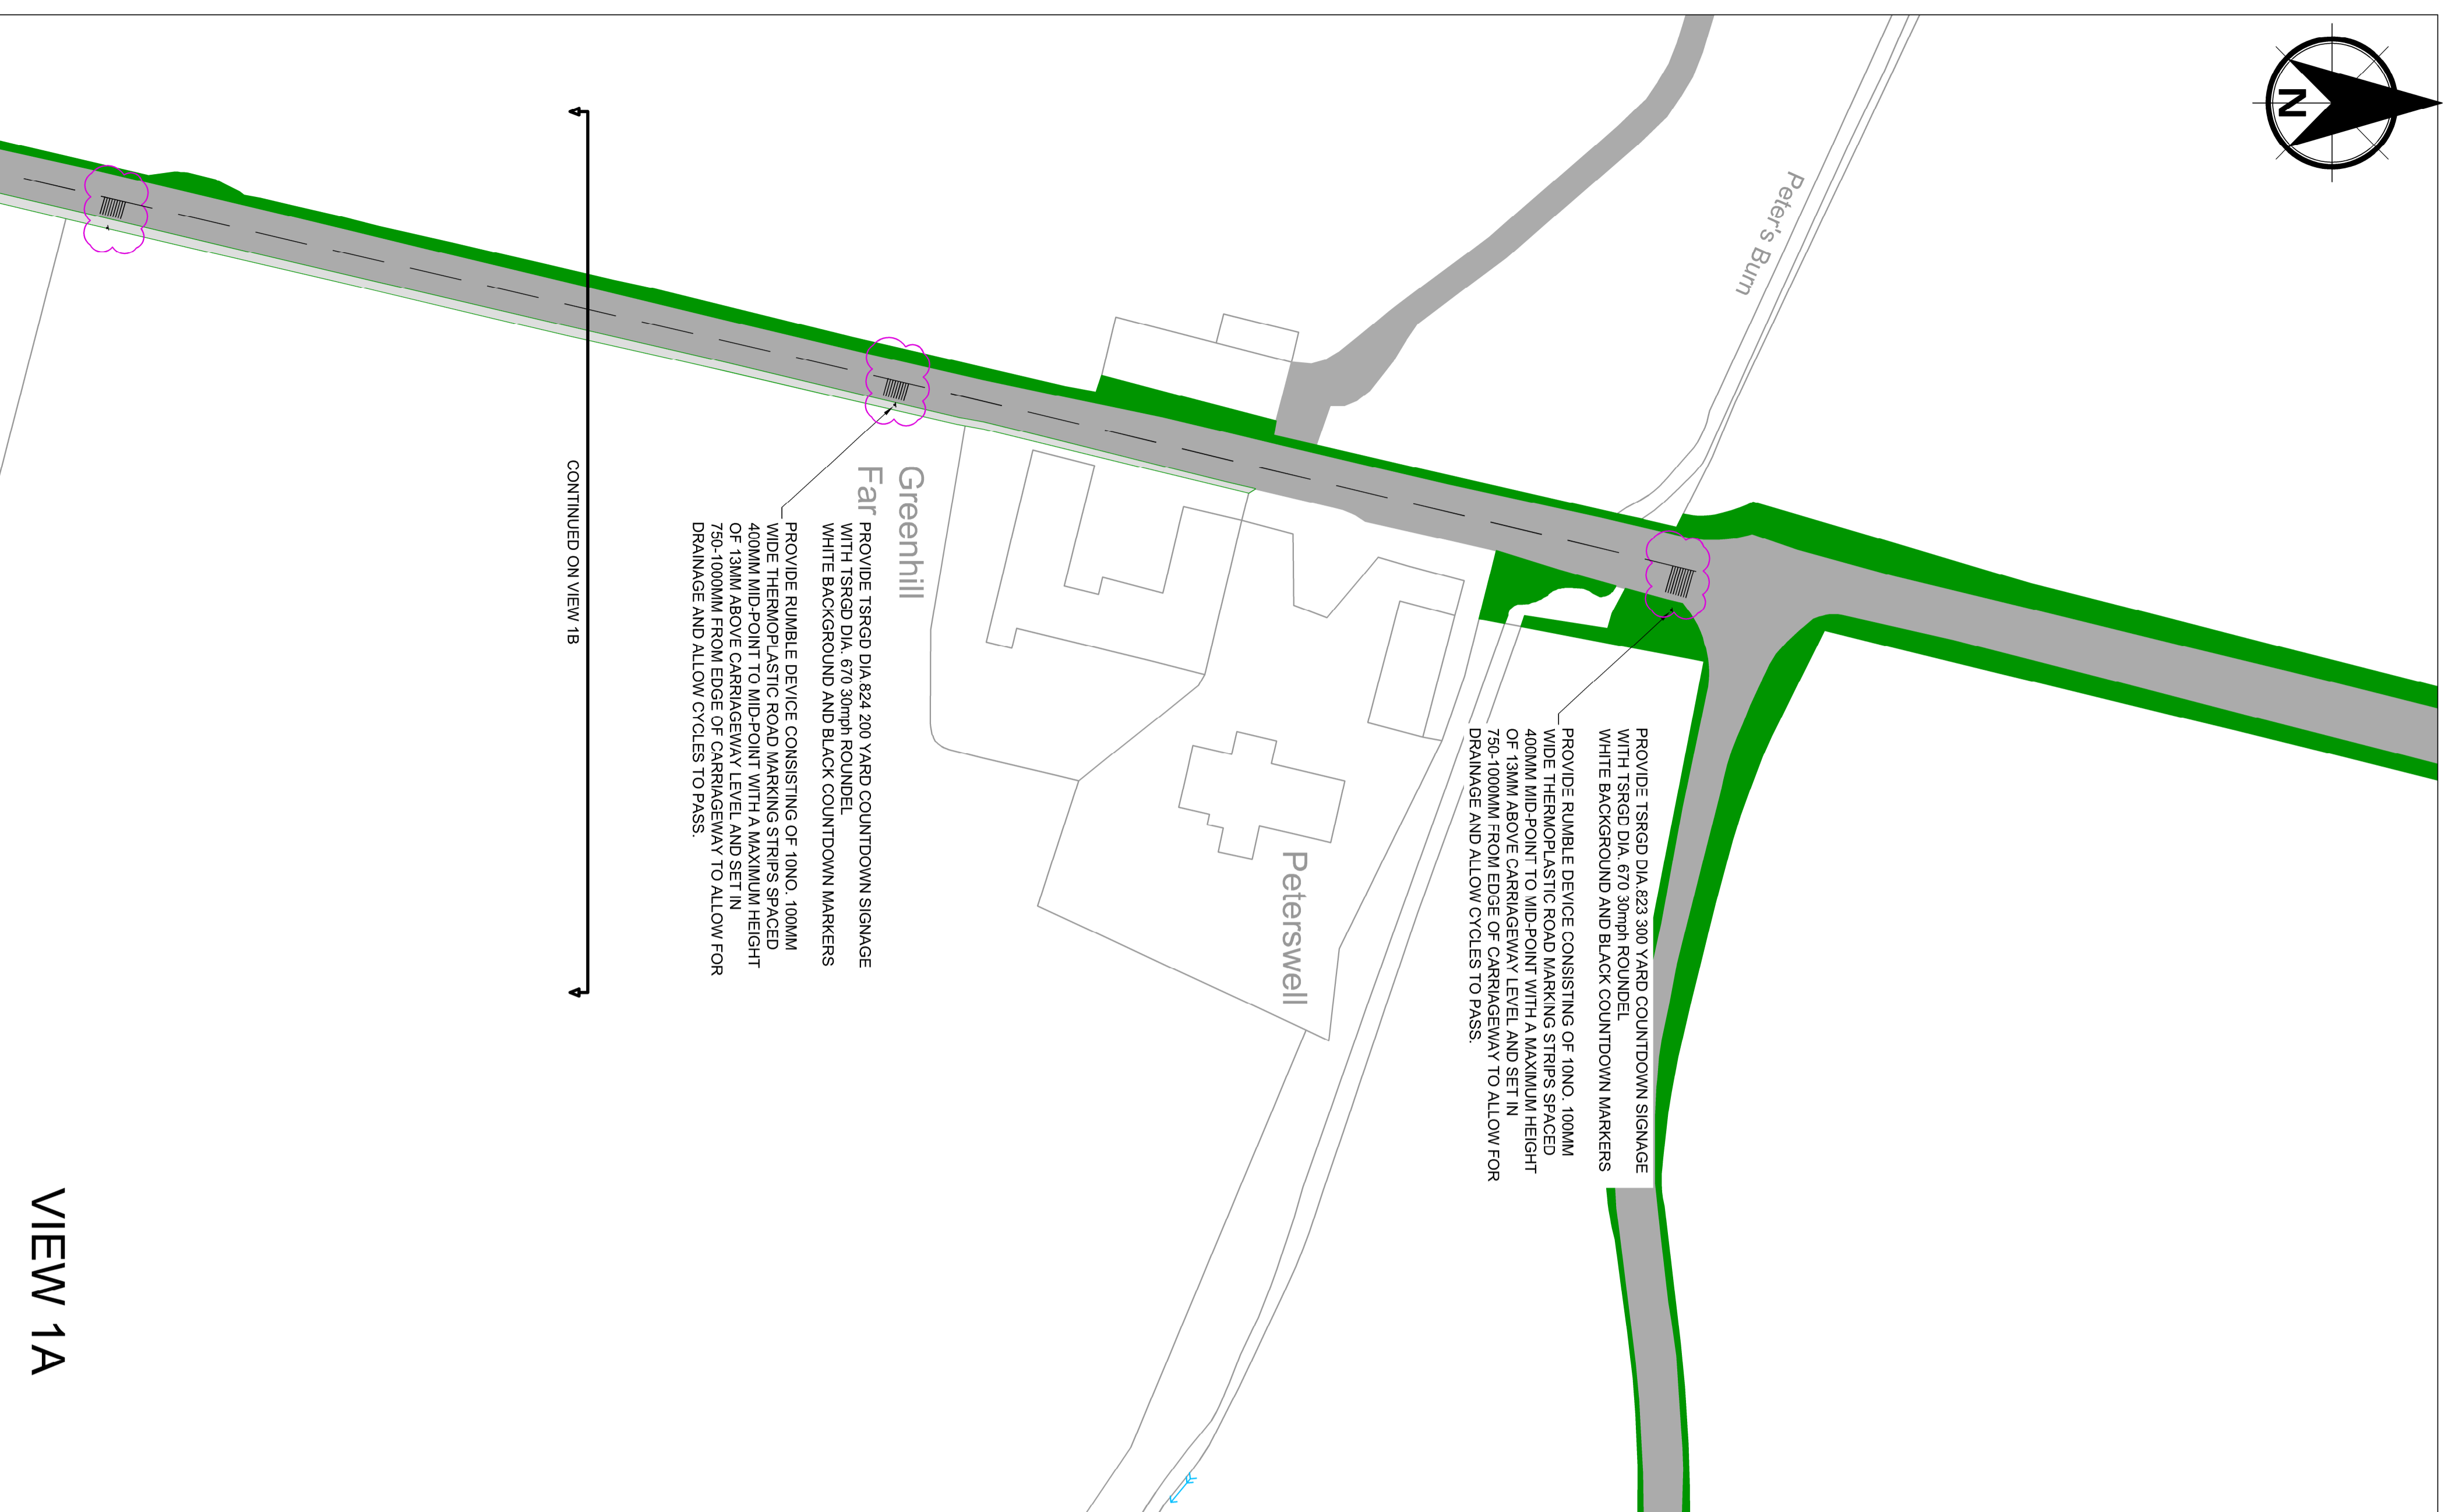 N
Peter's Burn
PROVIDE TSRGD DIA.823 300 YARD COUNTDOWN SIGNAGE
WITH TSRGD DIA. 670 30mph ROUNDEL
WHITE BACKGROUND AND BLACK COUNTDOWN MARKERS
PROVIDE RUMBLE DEVICE CONSISTING OF 10NO. 100MM
WIDE THERMOPLASTIC ROAD MARKING STRIPS SPACED
400MM MID-POINT TO MID-POINT WITH A MAXIMUM HEIGHT
OF 13MM ABOVE CARRIAGEWAY LEVEL AND SET IN
750-1000MM FROM EDGE OF CARRIAGEWAY TO ALLOW FOR
DRAINAGE AND ALLOW CYCLES TO PASS.
Peterswell
Greenhill
Far
PROVIDE TSRGD DIA.824 200 YARD COUNTDOWN SIGNAGE
WITH TSRGD DIA. 670 30mph ROUNDEL
WHITE BACKGROUND AND BLACK COUNTDOWN MARKERS
PROVIDE RUMBLE DEVICE CONSISTING OF 10NO. 100MM
WIDE THERMOPLASTIC ROAD MARKING STRIPS SPACED
400MM MID-POINT TO MID-POINT WITH A MAXIMUM HEIGHT
OF 13MM ABOVE CARRIAGEWAY LEVEL AND SET IN
750-1000MM FROM EDGE OF CARRIAGEWAY TO ALLOW FOR
DRAINAGE AND ALLOW CYCLES TO PASS.
CONTINUED ON VIEW 1B
VIEW 1A